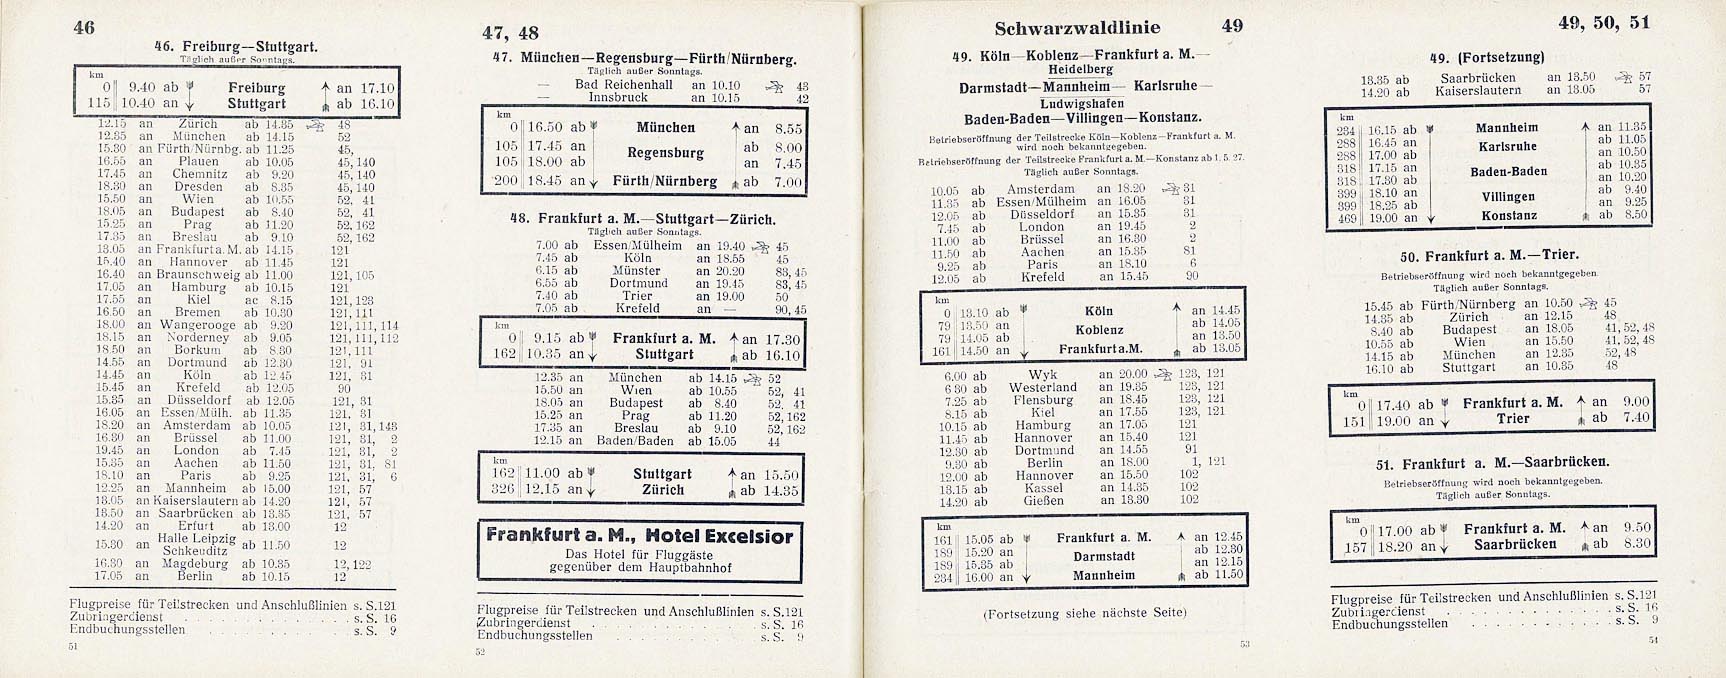 46
46. Freiburg—Stuttgart.
Täglich außer Sonntags.
km
0 9.40 ab Freiburg an 17.10
115 10.40 an Stuttgart ab 16.10
12.15 an Zürich ab 14.35 48
12.35 an München ab 14.15 52
15.30 an Fürth/Nürnbg. ab 11.25 45,
16.55 an Plauen ab 10.05 45, 140
17.45 an Chemnitz ab 9.20 45, 140
18.30 an Dresden ab 8.35 45, 140
15.50 an Wien ab 10.55 52, 41
18.05 an Budapest ab 8.40 52, 41
15.25 an Prag ab 11.20 52, 162
17.35 an Breslau ab 9.10 52, 162
13.05 an Frankfurt a. M. ab 14.15 121
15.40 an Hannover ab 11.45 121
16.40 an Braunschweig ab 11.00 121, 105
17.05 an Hamburg ab 10.15 121
17.55 an Kiel ac 8.15 121, 123
16.50 an Bremen ab 10.30 121, 111
18.00 an Wangerooge ab 9.20 121, 111, 114
18.15 an Norderney ab 9.05 121, 111, 112
18.50 an Borkum ab 8.30 121, 111
14.55 an Dortmund ab 12.30 121, 91
14.45 an Köln ab 12.45 121, 31
15.45 an Krefeld ab 12.05 90
15.35 an Düsseldorf ab 12.05 121, 31
16.05 an Essen/Mülh. ab 11.35 121, 31
18.20 an Amsterdam ab 10.05 121, 31, 143
16.30 an Brüssel ab 11.00 121, 31, 2
19.45 an London ab 7.45 121, 31, 2
15.35 an Aachen ab 11.50 121, 31, 81
18.10 an Paris ab 9.25 121, 31, 6
12.25 an Mannheim ab 15.00 121, 57
13.05 an Kaiserslautern ab 14.20 121, 57
13.50 an Saarbrücken ab 13.35 121, 57
14.20 an Erfurt ab 13.00 12
15.30 an Halle Leipzig Schkeuditz ab 11.50 12
16.30 an Magdeburg ab 10.35 12, 122
17.05 an Berlin ab 10.15 12
Flugpreise für Teilstrecken und Anschlußlinien s. S. 121
Zubringerdienst . . . . . s. S. 16
Endbuchungsstellen . . . . . s. S. 9
51
47, 48
47. München—Regensburg—Fürth/Nürnberg.
Täglich außer Sonntags.
— Bad Reichenhall an 10.10 43
— Innsbruck an 10.15 42
km
0 16.50 ab München an 8.55
105 17.45 an Regensburg ab 8.00
105 18.00 ab an 7.45
200 18.45 an Fürth/Nürnberg ab 7.00
48. Frankfurt a. M.—Stuttgart—Zürich.
Täglich außer Sonntags.
7.00 ab Essen/Mülheim an 19.40 45
7.45 ab Köln an 18.55 45
6.15 ab Münster an 20.20 83, 45
6.55 ab Dortmund an 19.45 83, 45
7.40 ab Trier an 19.00 50
7.05 ab Krefeld an — 90, 45
km
0 9.15 ab Frankfurt a. M. an 17.30
162 10.35 an Stuttgart ab 16.10
12.35 an München ab 14.15 52
15.50 an Wien ab 10.55 52, 41
18.05 an Budapest ab 8.40 52, 41
15.25 an Prag ab 11.20 52, 162
17.35 an Breslau ab 9.10 52, 162
12.15 an Baden/Baden ab 15.05 44
km
162 11.00 ab Stuttgart an 15.50
326 12.15 an Zürich ab 14.35
Frankfurt a. M., Hotel Excelsior
Das Hotel für Fluggäste
gegenüber dem Hauptbahnhof
Flugpreise für Teilstrecken und Anschlußlinien s. S. 121
Zubringerdienst . . . . . s. S. 16
Endbuchungsstellen . . . . . s. S. 9
52
Schwarzwaldlinie 49
49. Köln—Koblenz—Frankfurt a. M.—
Heidelberg
Darmstadt—Mannheim—Karlsruhe—
Ludwigshafen
Baden-Baden—Villingen—Konstanz.
Betriebseröffnung der Teilstrecke Köln—Koblenz—Frankfurt a. M.
wird noch bekanntgegeben.
Betriebseröffnung der Teilstrecke Frankfurt a. M.—Konstanz ab 1. 5. 27.
Täglich außer Sonntags.
10.05 ab Amsterdam an 18.20 31
11.35 ab Essen/Mülheim an 16.05 31
12.05 ab Düsseldorf an 15.35 31
7.45 ab London an 19.45 2
11.00 ab Brüssel an 16.30 2
11.50 ab Aachen an 15.35 81
9.25 ab Paris an 18.10 6
12.05 ab Krefeld an 15.45 90
km
0 13.10 ab Köln an 14.45
79 13.50 an Koblenz ab 14.05
79 14.05 ab an 13.50
161 14.50 an Frankfurt a. M. ab 13.05
6.00 ab Wyk an 20.00 123, 121
6.30 ab Westerland an 19.35 123, 121
7.25 ab Flensburg an 18.45 123, 121
8.15 ab Kiel an 17.55 123, 121
10.15 ab Hamburg an 17.05 121
11.45 ab Hannover an 15.40 121
12.30 ab Dortmund an 14.55 91
9.30 ab Berlin an 18.00 1, 121
12.00 ab Hannover an 15.50 102
13.15 ab Kassel an 14.35 102
14.20 ab Gießen an 13.30 102
km
161 15.05 ab Frankfurt a. M. an 12.45
189 15.20 an Darmstadt ab 12.30
189 15.35 ab an 12.15
234 16.00 an Mannheim ab 11.50
(Fortsetzung siehe nächste Seite)
53
49, 50, 51
49. (Fortsetzung)
13.35 ab Saarbrücken an 13.50 57
14.20 ab Kaiserslautern an 13.05 57
km
234 16.15 ab Mannheim an 11.35
288 16.45 an Karlsruhe ab 11.05
288 17.00 ab an 10.50
318 17.15 an Baden-Baden ab 10.35
318 17.30 ab an 10.20
399 18.10 an Villingen ab 9.40
399 18.25 ab an 9.25
469 19.00 an Konstanz ab 8.50
50. Frankfurt a. M.—Trier.
Betriebseröffnung wird noch bekanntgegeben
Täglich außer Sonntags.
15.45 ab Fürth/Nürnberg an 10.50 45
14.35 ab Zürich an 12.15 48
8.40 ab Budapest an 18.05 41, 52, 48
10.55 ab Wien an 15.50 41, 52, 48
14.15 ab München an 12.35 52, 48
16.10 ab Stuttgart an 10.35 48
km
0 17.40 ab Frankfurt a. M. an 9.00
151 19.00 an Trier ab 7.40
51. Frankfurt a. M.—Saarbrücken.
Betriebseröffnung wird noch bekanntgegeben.
Täglich außer Sonntags.
km
0 17.00 ab Frankfurt a. M. an 9.50
157 18.20 an Saarbrücken ab 8.30
Flugpreise für Teilstrecken und Anschlußlinien s. S. 121
Zubringerdienst . . . . . s. S. 16
Endbuchungsstellen . . . . . s. S. 9
54